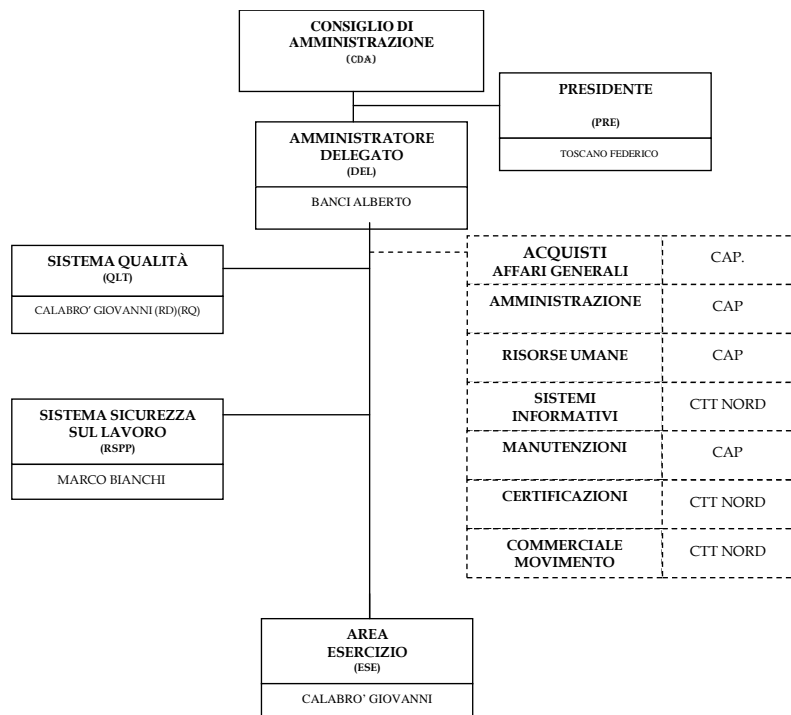 CONSIGLIO DI
AMMINISTRAZIONE
(CDA)
PRESIDENTE
(PRE)
TOSCANO FEDERICO
AMMINISTRATORE
DELEGATO
(DEL)
BANCI ALBERTO
SISTEMA QUALITÀ
(QLT)
CALABRO' GIOVANNI (RD)(RQ)
ACQUISTI
AFFARI GENERALI
CAP.
AMMINISTRAZIONE
CAP
RISORSE UMANE
CAP
SISTEMI
INFORMATIVI
CTT NORD
MANUTENZIONI
CAP
CERTIFICAZIONI
CTT NORD
COMMERCIALE
MOVIMENTO
CTT NORD
SISTEMA SICUREZZA
SUL LAVORO
(RSPP)
MARCO BIANCHI
AREA
ESERCIZIO
(ESE)
CALABRO' GIOVANNI